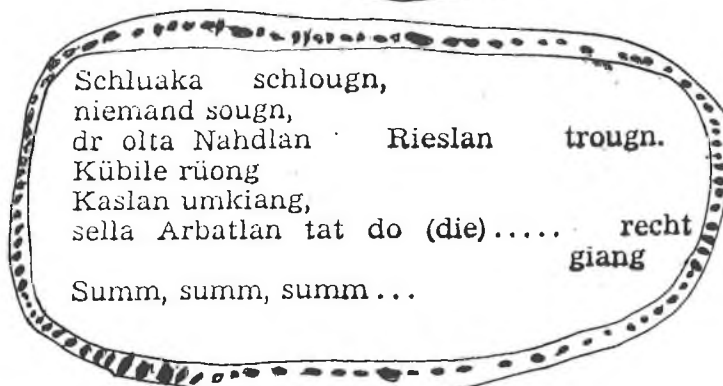 Schluaka schlougn,
niemand sougn,
dr olta Nahdlan Rieslan trougn.
Kübile rüong
Kaslan umkiang,
sella Arbatlan tat do (die)..... recht
giang
Summ, summ, summ...